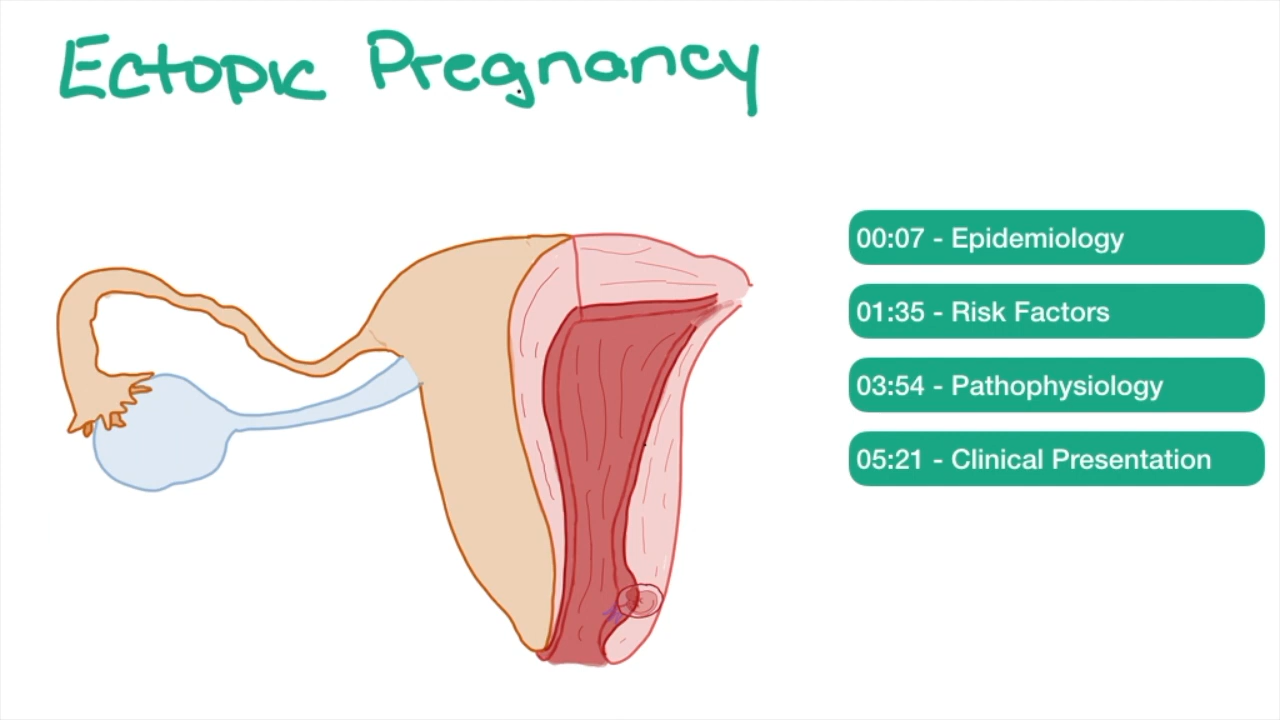 Ectopic Pregnancy
00:07 - Epidemiology
01:35 - Risk Factors
03:54 - Pathophysiology
05:21 - Clinical Presentation